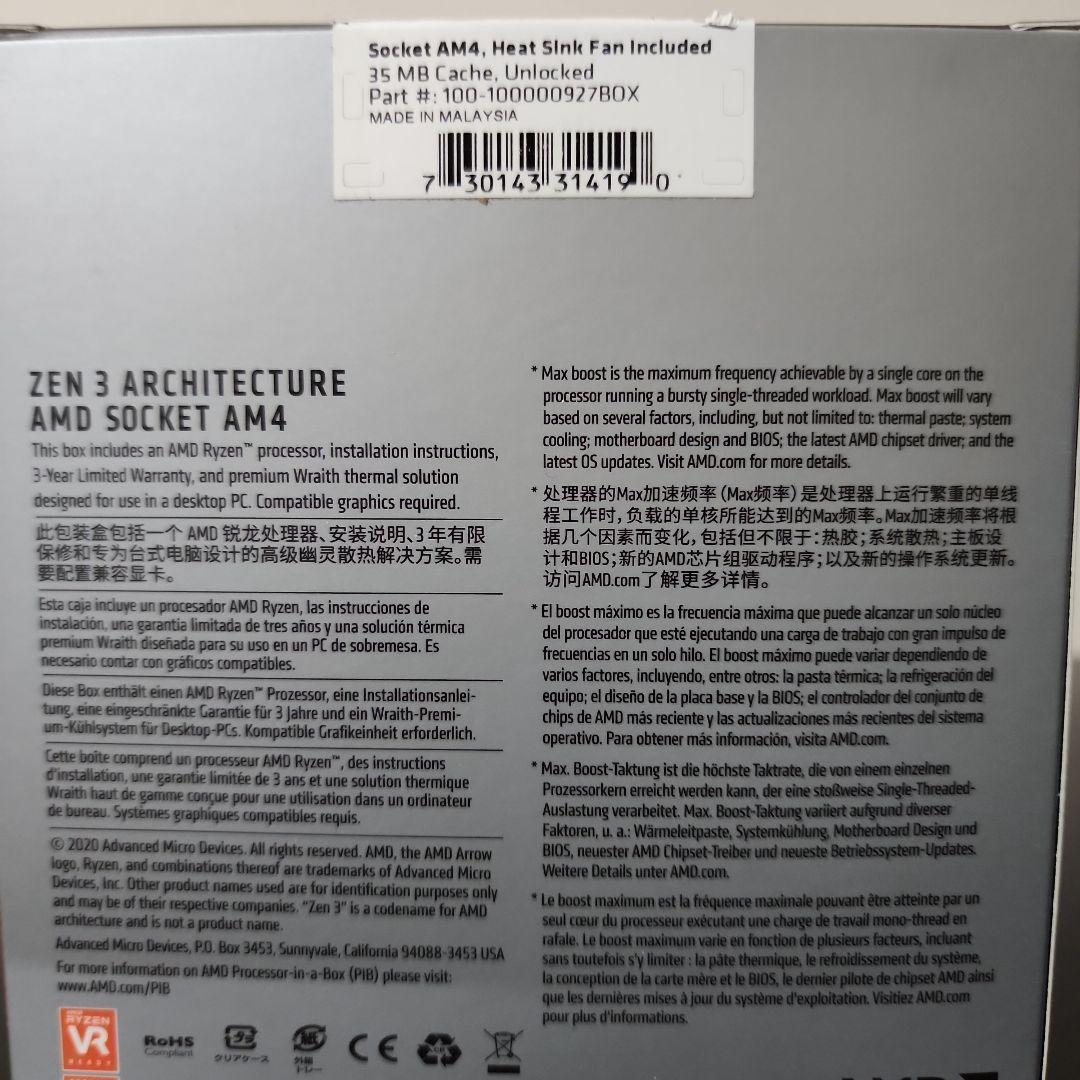 Socket AM4, Heat Sink Fan Included
35 MB Cache, Unlocked
Part #: 100-100000927BOX
MADE IN MALAYSIA
7 30143 31419 0
ZEN 3 ARCHITECTURE
AMD SOCKET AM4
This box includes an AMD Ryzen™ processor, installation instructions,
3-Year Limited Warranty, and premium Wraith thermal solution
designed for use in a desktop PC. Compatible graphics required.
此包装盒包括一个 AMD 锐龙处理器、安装说明、3 年有限
保修和专为台式电脑设计的高级幽灵散热解决方案。需
要配置兼容显卡。
Esta caja incluye un procesador AMD Ryzen, las instrucciones de
instalación, una garantía limitada de tres años y una solución térmica
premium Wraith diseñada para su uso en un PC de sobremesa. Es
necesario contar con gráficos compatibles.
Diese Box enthält einen AMD Ryzen™ Prozessor, eine Installationsanlei-
tung, eine eingeschränkte Garantie für 3 Jahre und ein Wraith-Premi-
um-Kühlsystem für Desktop-PCs. Kompatible Grafikeinheit erforderlich.
Cette boîte comprend un processeur AMD Ryzen™, des instructions
d'installation, une garantie limitée de 3 ans et une solution thermique
Wraith haut de gamme conçue pour une utilisation dans un ordinateur
de bureau. Systèmes graphiques compatibles requis.
© 2020 Advanced Micro Devices. All rights reserved. AMD, the AMD Arrow
logo, Ryzen, and combinations thereof are trademarks of Advanced Micro
Devices, Inc. Other product names used are for identification purposes only
and may be of their respective companies. "Zen 3" is a codename for AMD
architecture and is not a product name.
Advanced Micro Devices, P.O. Box 3453, Sunnyvale, California 94088-3453 USA
For more information on AMD Processor-in-a-Box (PiB) please visit:
www.AMD.com/PiB
* Max boost is the maximum frequency achievable by a single core on the
processor running a bursty single-threaded workload. Max boost will vary
based on several factors, including, but not limited to: thermal paste; system
cooling; motherboard design and BIOS; the latest AMD chipset driver; and the
latest OS updates. Visit AMD.com for more details.
* 处理器的Max加速频率（Max频率）是处理器上运行繁重的单线
程工作时，负载的单核所能达到的Max频率。Max加速频率将根
据几个因素而变化，包括但不限于：热胶；系统散热；主板设
计和BIOS；新的AMD芯片组驱动程序；以及新的操作系统更新。
访问AMD.com了解更多详情。
* El boost máximo es la frecuencia máxima que puede alcanzar un solo núcleo
del procesador que esté ejecutando una carga de trabajo con gran impulso de
frecuencias en un solo hilo. El boost máximo puede variar dependiendo de
varios factores, incluyendo, entre otros: la pasta térmica; la refrigeración del
equipo; el diseño de la placa base y la BIOS; el controlador del conjunto de
chips de AMD más reciente y las actualizaciones más recientes del sistema
operativo. Para obtener más información, visita AMD.com.
* Max. Boost-Taktung ist die höchste Taktrate, die von einem einzelnen
Prozessorkern erreicht werden kann, der eine stoßweise Single-Threaded-
Auslastung verarbeitet. Max. Boost-Taktung variiert aufgrund diverser
Faktoren, u. a.: Wärmeleitpaste, Systemkühlung, Motherboard Design und
BIOS, neuester AMD Chipset-Treiber und neueste Betriebssystem-Updates.
Weitere Details unter AMD.com.
* Le boost maximum est la fréquence maximale pouvant être atteinte par un
seul cœur du processeur exécutant une charge de travail mono-thread en
rafale. Le boost maximum varie en fonction de plusieurs facteurs, incluant
sans toutefois s'y limiter : la pâte thermique, le refroidissement du système,
la conception de la carte mère et le BIOS, le dernier pilote de chipset AMD ainsi
que les dernières mises à jour du système d'exploitation. Visitiez AMD.com
pour plus d'informations.
AMD
RYZEN
VR
READY
RoHS
Compliant
プラ
クリアケース
紙
外箱
トレー
CE
AMD